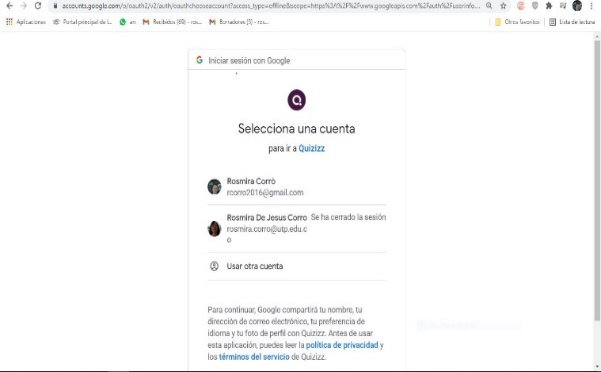 accounts.google.com/o/oauth2/v2/auth/oauthchooseaccount?access_type=offline&scope=https%3A%2F%2Fwww.googleapis.com%2Fauth%2Fuserinfo...
Aplicaciones Portal principal de L... an Recibidos (69) - ros... Borradores (5) - ros... Otros favoritos Lista de lectura
Iniciar sesión con Google
Selecciona una cuenta
para ir a Quizizz
Rosmira Corrò
rcorro2016@gmail.com
Rosmira De Jesus Corro Se ha cerrado la sesión
rosmira.corro@utp.edu.c
o
Usar otra cuenta
Para continuar, Google compartirá tu nombre, tu
dirección de correo electrónico, tu preferencia de
idioma y tu foto de perfil con Quizizz. Antes de usar
esta aplicación, puedes leer la política de privacidad y
los términos del servicio de Quizizz.